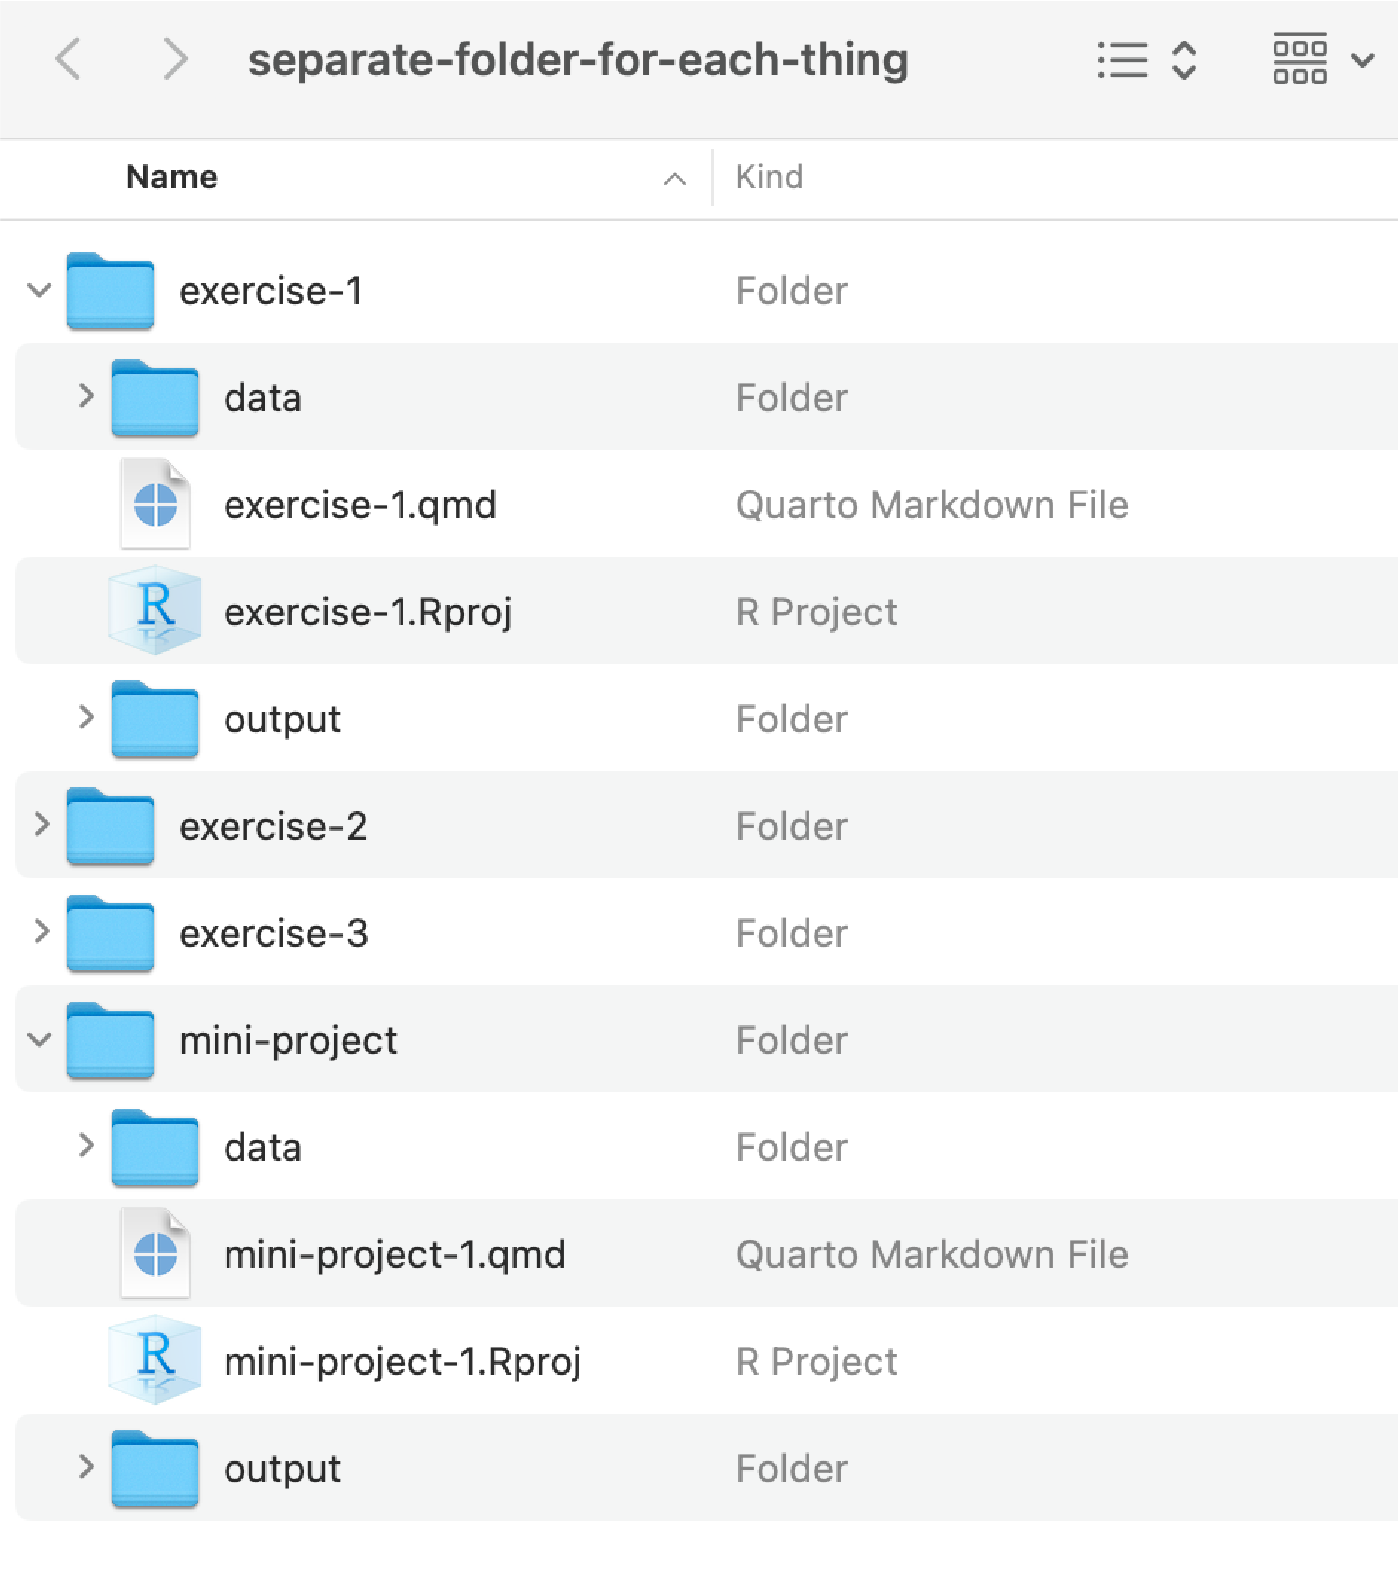 separate-folder-for-each-thing
Name Kind
exercise-1 Folder
data Folder
exercise-1.qmd Quarto Markdown File
R exercise-1.Rproj R Project
output Folder
exercise-2 Folder
exercise-3 Folder
mini-project Folder
data Folder
mini-project-1.qmd Quarto Markdown File
R mini-project-1.Rproj R Project
output Folder